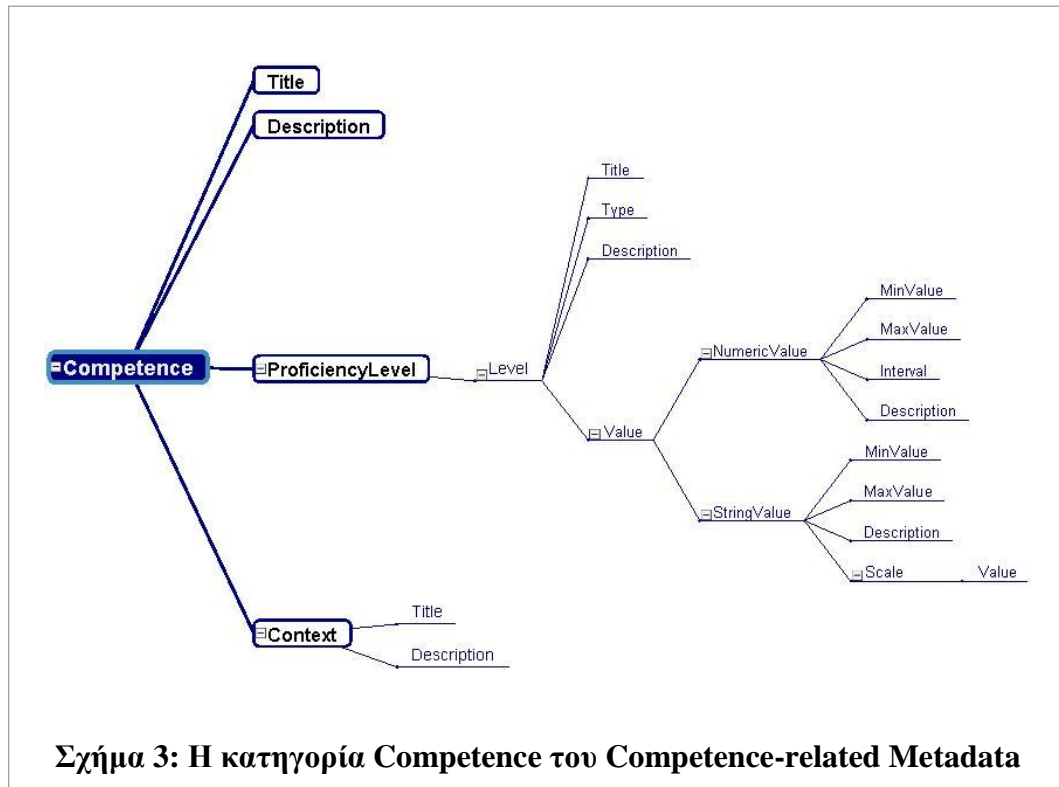 Title
Description
Competence
ProficiencyLevel
Level
Title
Type
Description
Value
NumericValue
MinValue
MaxValue
Interval
Description
StringValue
MinValue
MaxValue
Description
Scale
Value
Context
Title
Description
Σχήμα 3: Η κατηγορία Competence του Competence-related Metadata